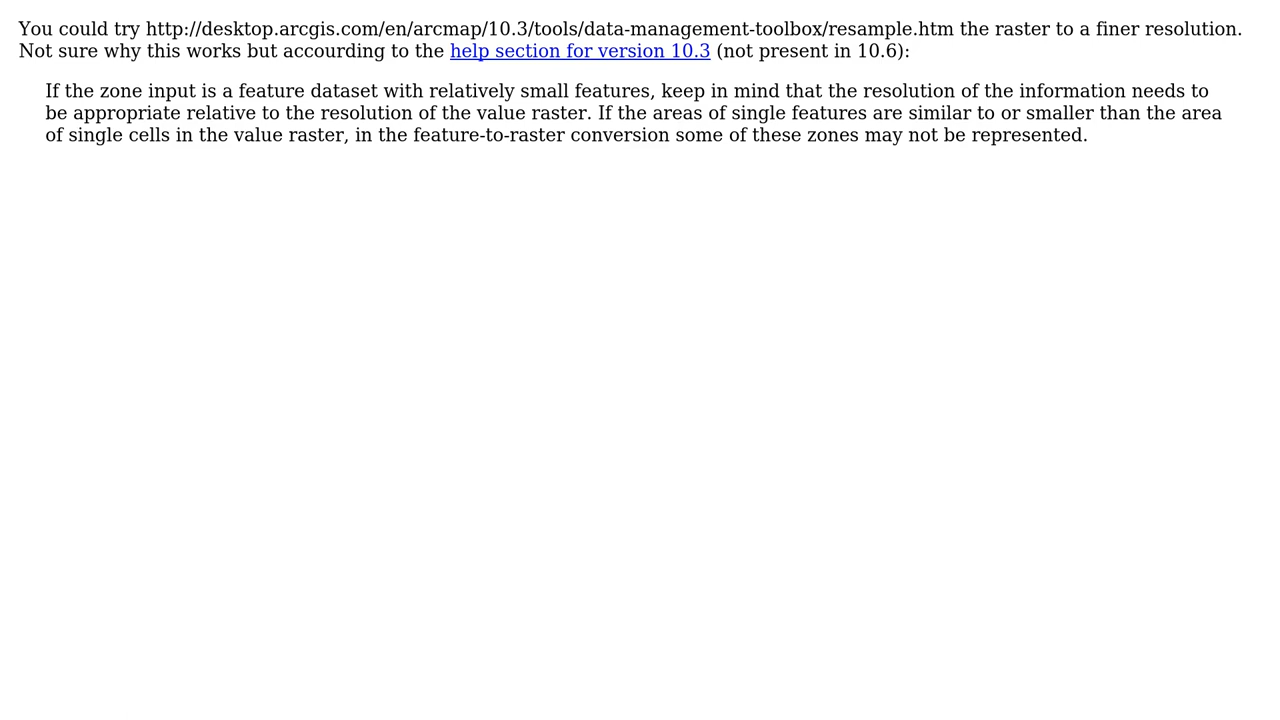 You could try http://desktop.arcgis.com/en/arcmap/10.3/tools/data-management-toolbox/resample.htm the raster to a finer resolution.
Not sure why this works but accourding to the help section for version 10.3 (not present in 10.6):
If the zone input is a feature dataset with relatively small features, keep in mind that the resolution of the information needs to
be appropriate relative to the resolution of the value raster. If the areas of single features are similar to or smaller than the area
of single cells in the value raster, in the feature-to-raster conversion some of these zones may not be represented.